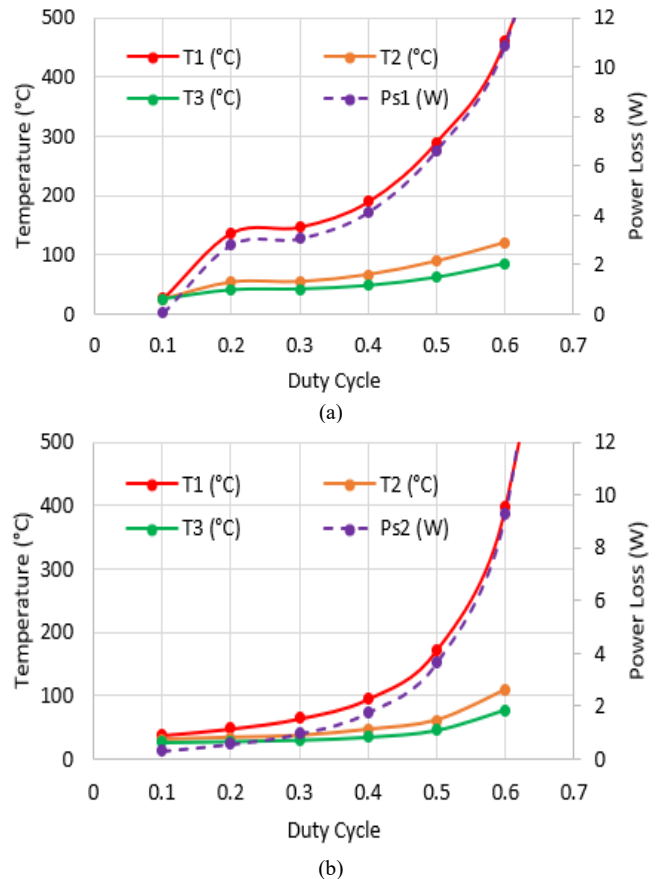 500
400
300
200
100
0
Temperature (°C)
T1 (°C)
T2 (°C)
T3 (°C)
Ps1 (W)
12
10
8
6
4
2
0
Power Loss (W)
0 0.1 0.2 0.3 0.4 0.5 0.6 0.7
Duty Cycle
(a)
500
400
300
200
100
0
Temperature (°C)
T1 (°C)
T2 (°C)
T3 (°C)
Ps2 (W)
12
10
8
6
4
2
0
Power Loss (W)
0 0.1 0.2 0.3 0.4 0.5 0.6 0.7
Duty Cycle
(b)